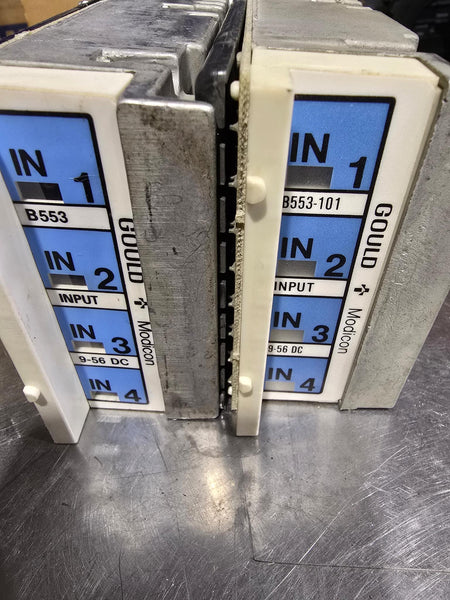 IN 1
B553
IN 2
INPUT
IN 3
9-56 DC
IN 4
GOULD Modicon
IN 1
B553-101
IN 2
INPUT
IN 3
9-56 DC
IN 4
GOULD Modicon